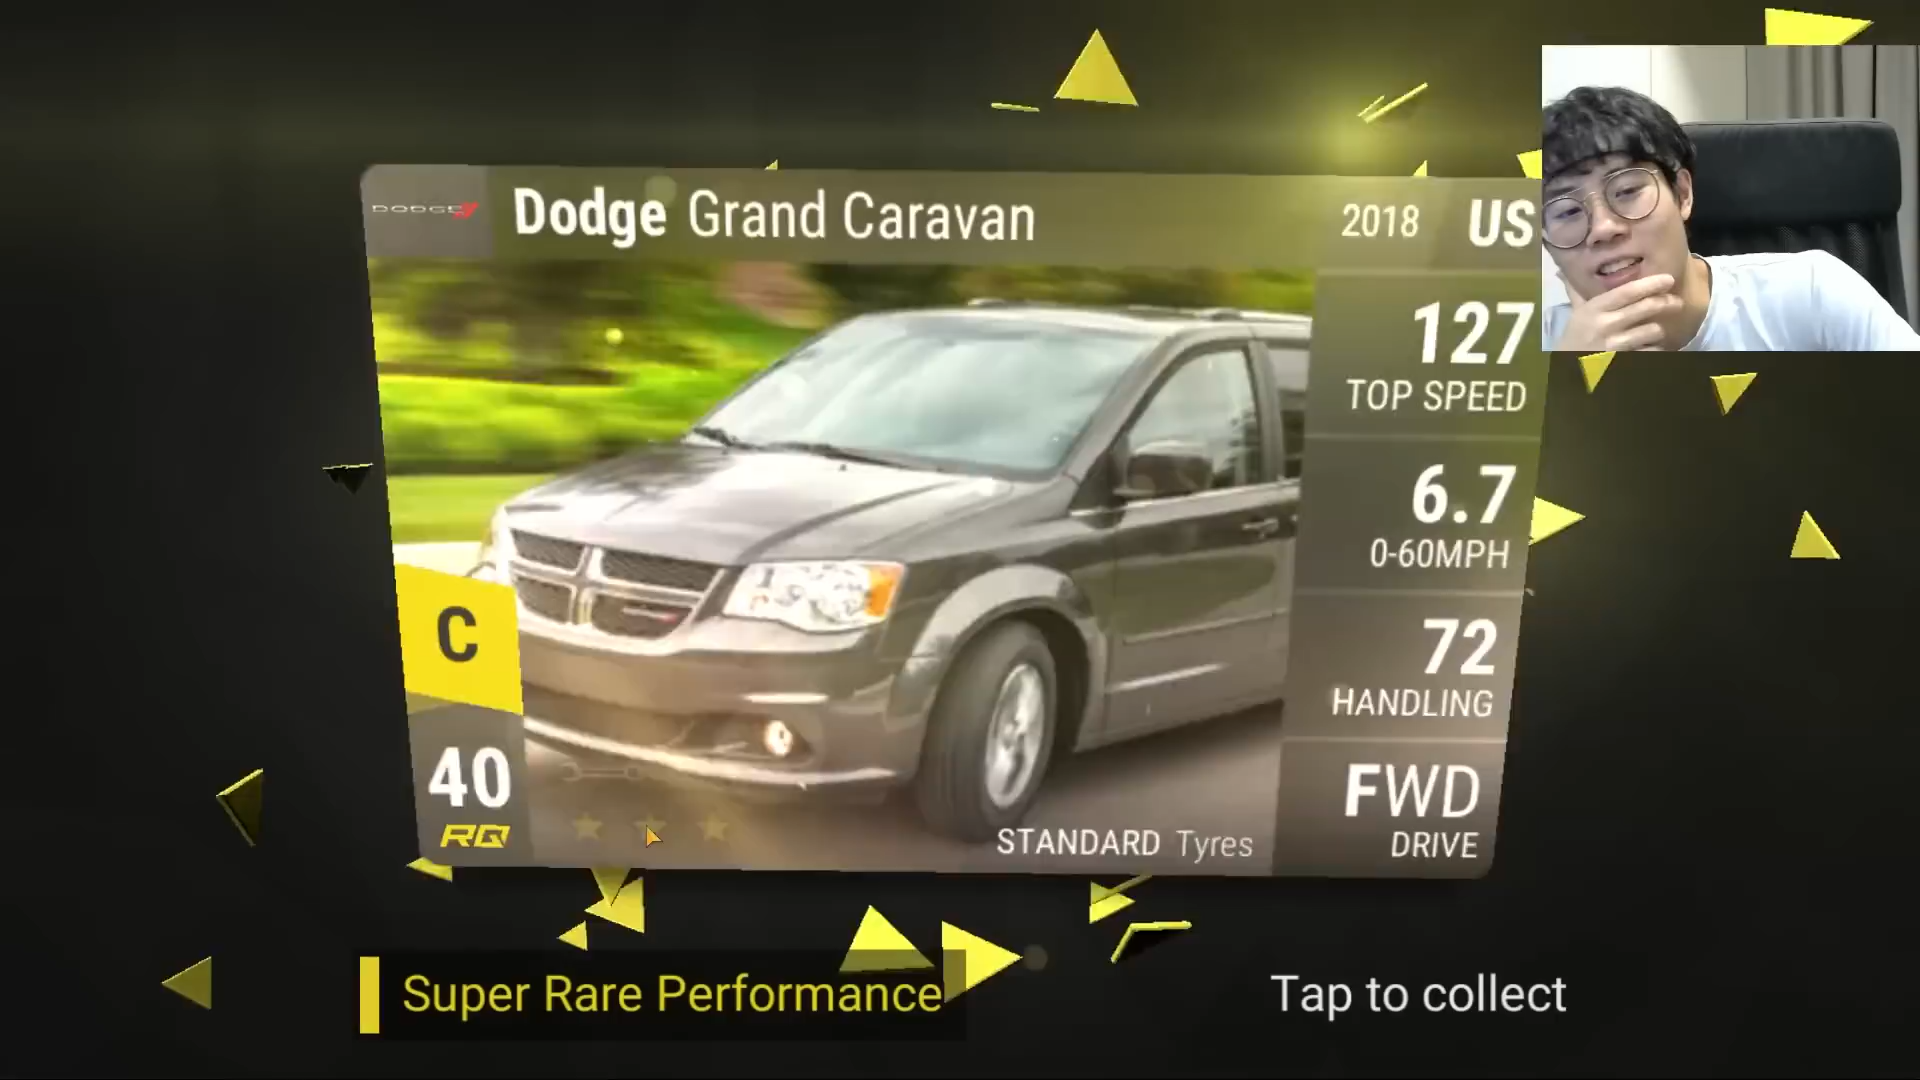 DODGE
Dodge Grand Caravan
2018 US
127
TOP SPEED
6.7
0-60MPH
72
HANDLING
FWD
DRIVE
C
40
RQ
STANDARD Tyres
Super Rare Performance
Tap to collect